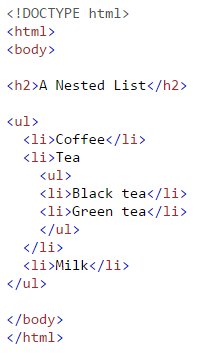 <!DOCTYPE html>
<html>
<body>

<h2>A Nested List</h2>

<ul>
  <li>Coffee</li>
  <li>Tea
    <ul>
    <li>Black tea</li>
    <li>Green tea</li>
    </ul>
  </li>
  <li>Milk</li>
</ul>

</body>
</html>